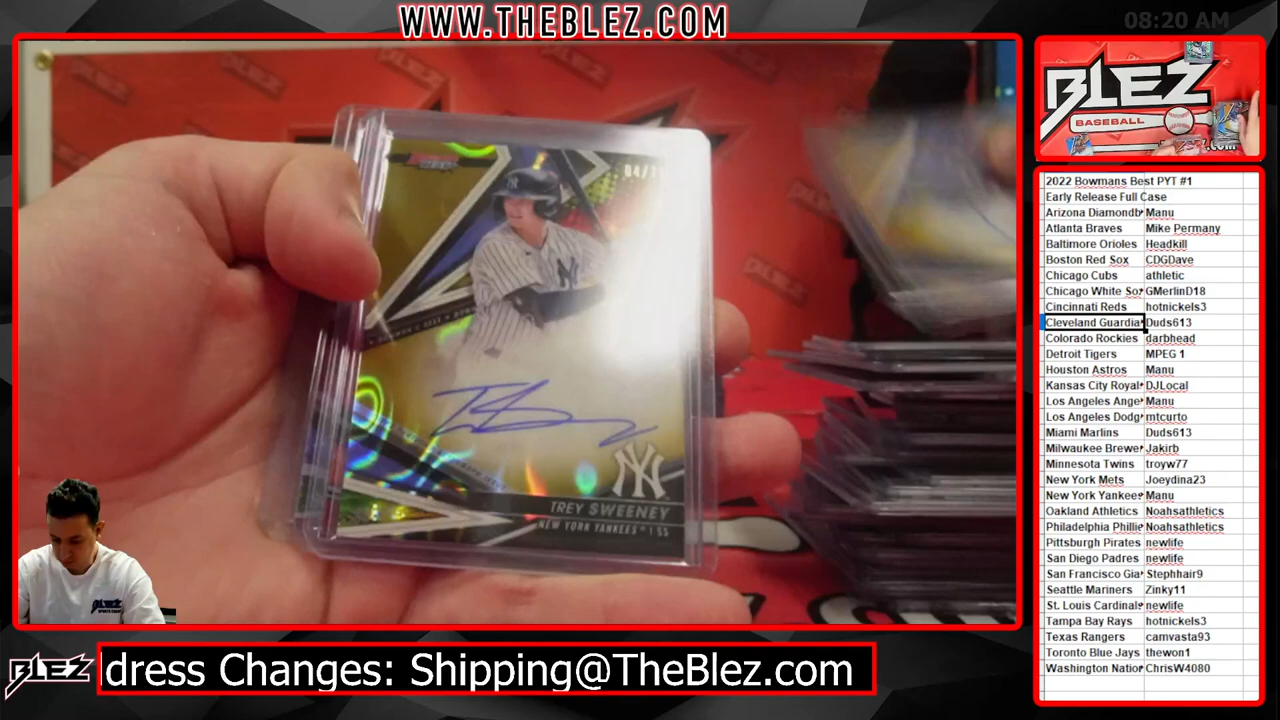 WWW.THEBLEZ.COM
08:20 AM
BLEZ
BASEBALL
04/
TREY SWEENEY
NEW YORK YANKEES | SS
NY
2022 Bowmans Best PYT #1
Early Release Full Case
Arizona Diamondb Manu
Atlanta Braves Mike Permany
Baltimore Orioles Headkill
Boston Red Sox CDGDave
Chicago Cubs athletic
Chicago White So GMerlinD18
Cincinnati Reds hotnickels3
Cleveland Guardia Duds613
Colorado Rockies darbhead
Detroit Tigers MPEG 1
Houston Astros Manu
Kansas City Royal DJLocal
Los Angeles Ange Manu
Los Angeles Dodg mtcurto
Miami Marlins Duds613
Milwaukee Brewe Jakirb
Minnesota Twins troyw77
New York Mets Joeydina23
New York Yankee Manu
Oakland Athletics Noahsathletics
Philadelphia Phillie Noahsathletics
Pittsburgh Pirates newlife
San Diego Padres newlife
San Francisco Gia Stephhair9
Seattle Mariners Zinky11
St. Louis Cardinals newlife
Tampa Bay Rays hotnickels3
Texas Rangers camvasta93
Toronto Blue Jays thewon1
Washington Natio ChrisW4080
BLEZ
dress Changes: Shipping@TheBlez.com